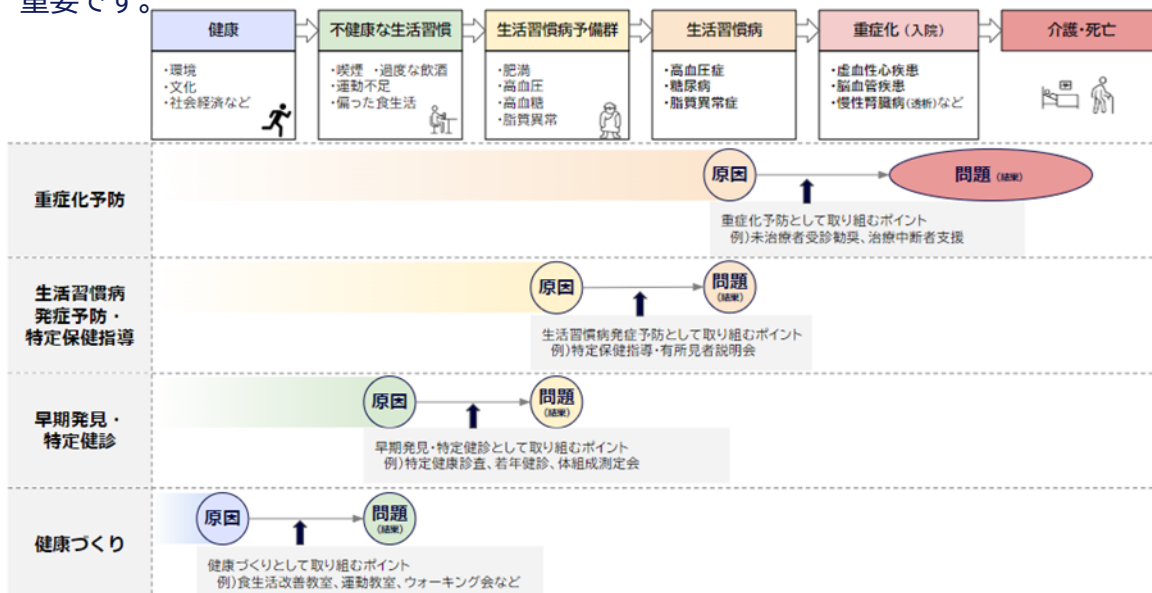 重要です。
健康
不健康な生活習慣
生活習慣病予備群
生活習慣病
重症化（入院）
介護・死亡
・環境
・文化
・社会経済など
・喫煙 ・過度な飲酒
・運動不足
・偏った食生活
・肥満
・高血圧
・高血糖
・脂質異常
・高血圧症
・糖尿病
・脂質異常症
・虚血性心疾患
・脳血管疾患
・慢性腎臓病(透析)など
重症化予防
原因
問題（結果）
重症化予防として取り組むポイント
例)未治療者受診勧奨、治療中断者支援
生活習慣病
発症予防・
特定保健指導
原因
問題
(結果)
生活習慣病発症予防として取り組むポイント
例)特定保健指導・有所見者説明会
早期発見・
特定健診
原因
問題
(結果)
早期発見・特定健診として取り組むポイント
例)特定健康診査、若年健診、体組成測定会
健康づくり
原因
問題
(結果)
健康づくりとして取り組むポイント
例)食生活改善教室、運動教室、ウォーキング会など